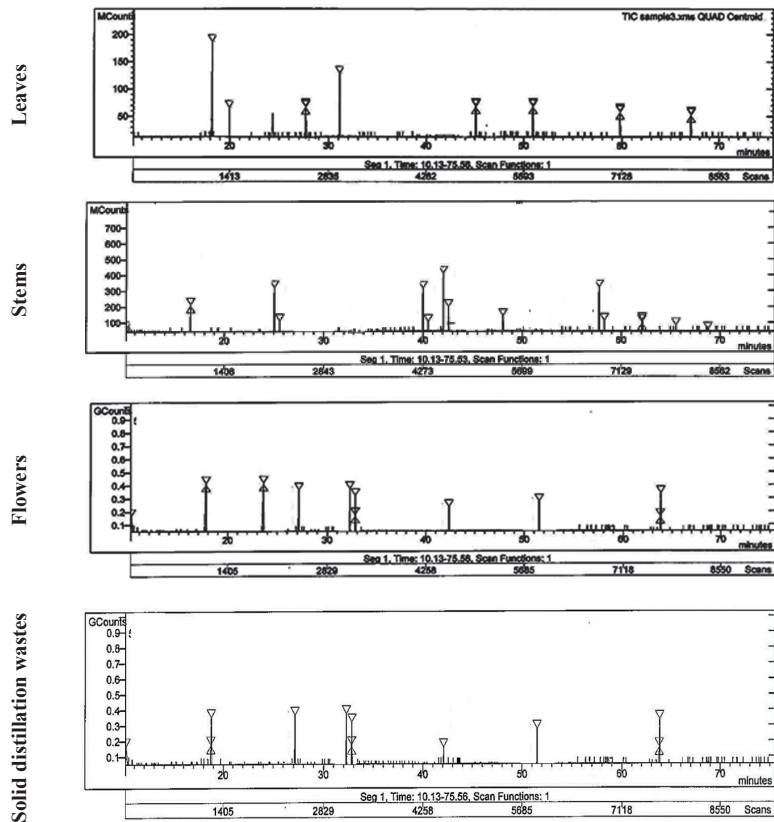 Leaves
MCounts
TIC sample3.xms QUAD Centroid
200
150
100
50
20 30 40 50 60 70
minutes
Seg 1, Time: 10.13-75.56, Scan Functions: 1
1413 2835 4262 5693 7128 8563 Scans
Stems
MCounts
700
600
500
400
300
200
100
20 30 40 50 60 70
minutes
Seg 1, Time: 10.13-75.53, Scan Functions: 1
1406 2843 4273 5699 7129 8562 Scans
Flowers
GCounts
0.9
0.8
0.7
0.6
0.5
0.4
0.3
0.2
0.1
20 30 40 50 60 70
minutes
Seg 1, Time: 10.13-75.56, Scan Functions: 1
1405 2829 4258 5685 7118 8550 Scans
Solid distillation wastes
GCounts
0.9
0.8
0.7
0.6
0.5
0.4
0.3
0.2
0.1
20 30 40 50 60 70
minutes
Seg 1, Time: 10.13-75.56, Scan Functions: 1
1405 2829 4258 5685 7118 8550 Scans